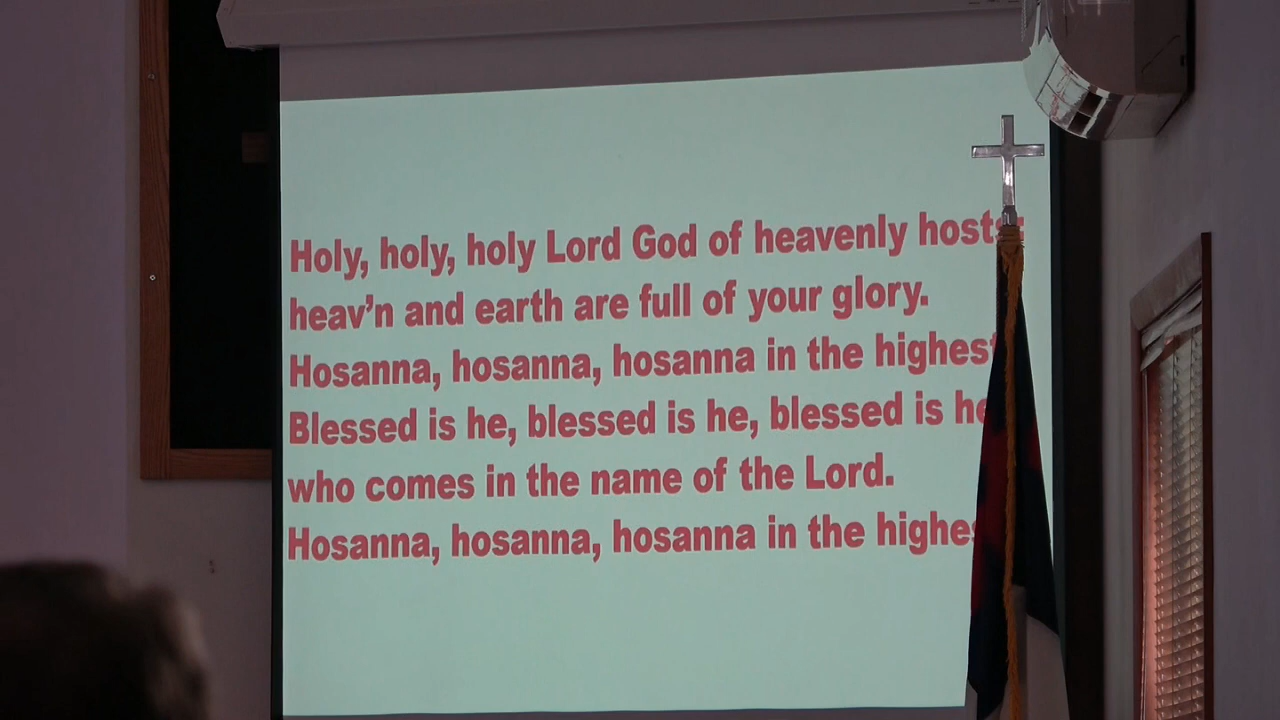 Holy, holy, holy Lord God of heavenly hosts:
heav’n and earth are full of your glory.
Hosanna, hosanna, hosanna in the highest
Blessed is he, blessed is he, blessed is he
who comes in the name of the Lord.
Hosanna, hosanna, hosanna in the highes